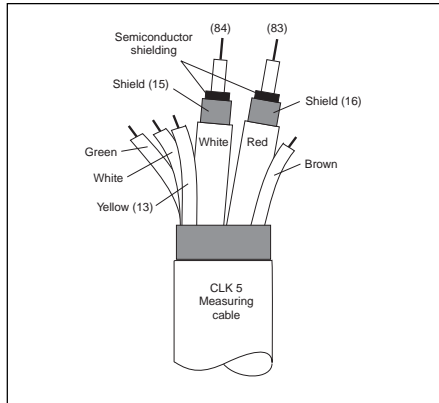 (84) (83)
Semiconductor
shielding
Shield (15)
Shield (16)
White Red
Green
Brown
White
Yellow (13)
CLK 5
Measuring
cable